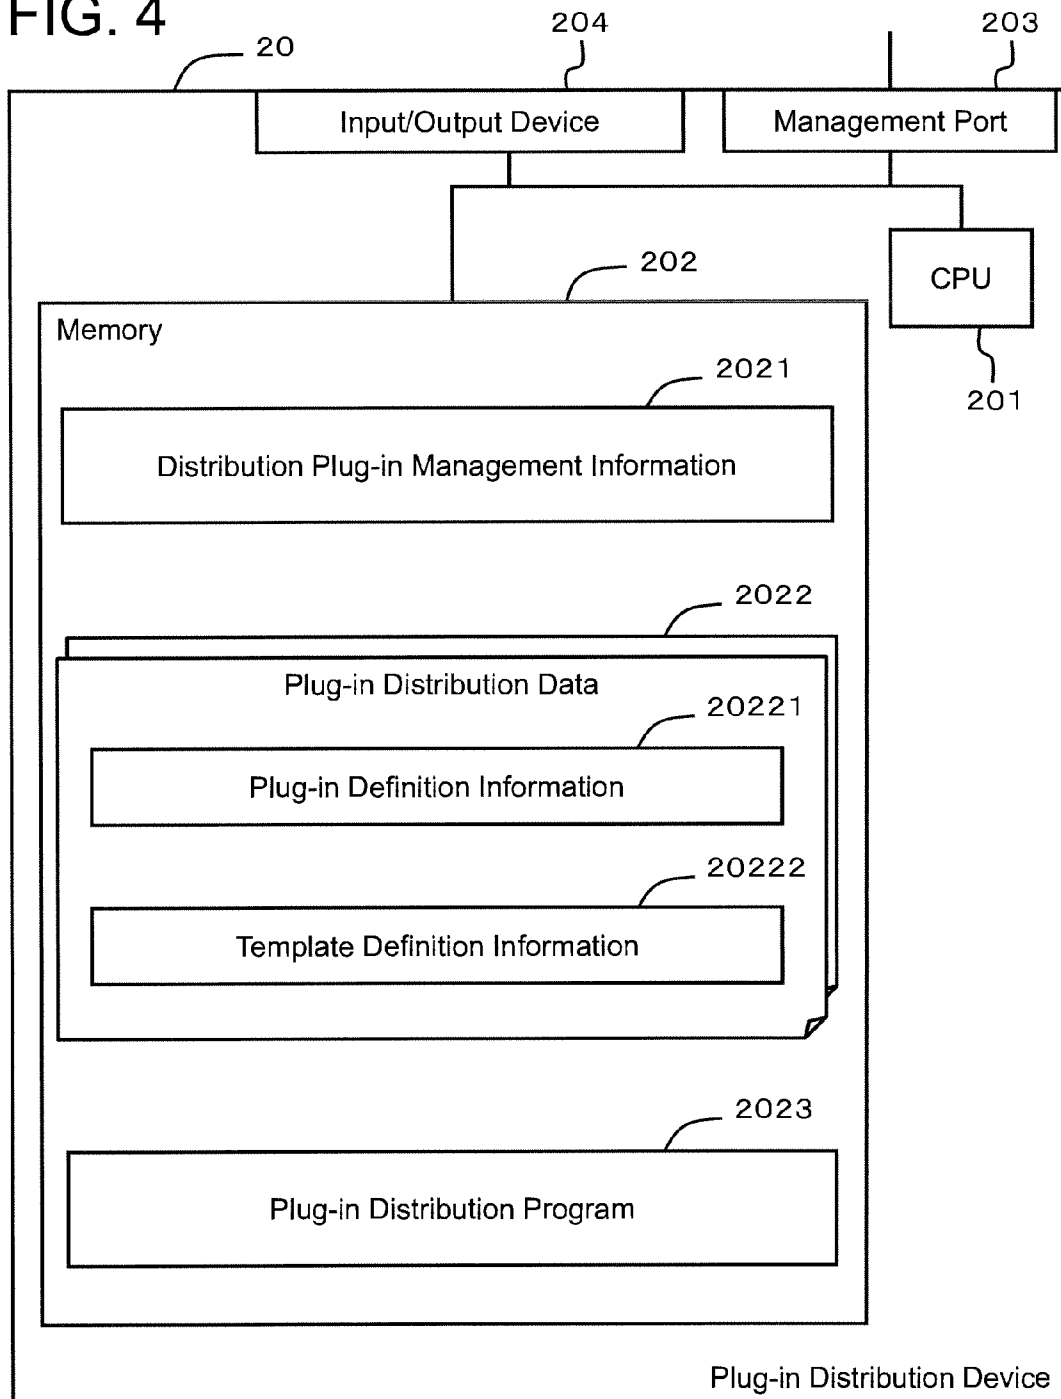 FIG. 4
20
204
203
Input/Output Device
Management Port
202
CPU
Memory
201
2021
Distribution Plug-in Management Information
2022
Plug-in Distribution Data
20221
Plug-in Definition Information
20222
Template Definition Information
2023
Plug-in Distribution Program
Plug-in Distribution Device